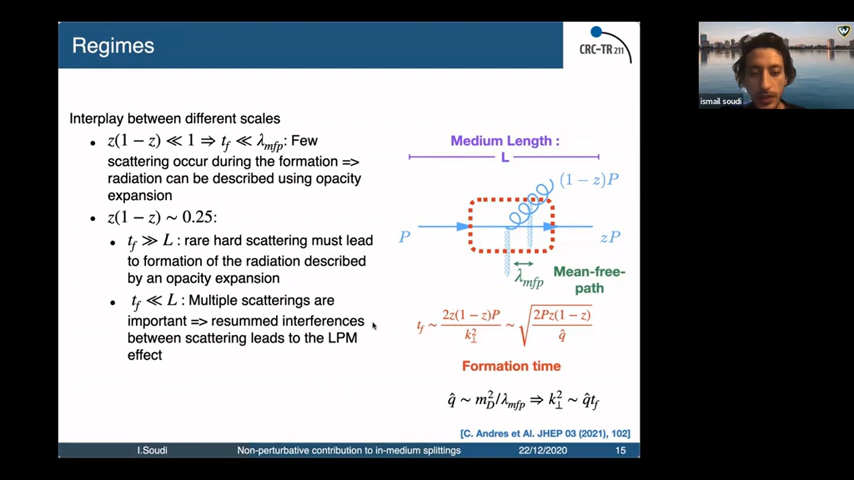 Regimes
CRC-TR 211
ismail soudi
Interplay between different scales
• z(1 − z) ≪ 1 ⇒ t_f ≪ λ_mfp: Few
scattering occur during the formation =>
radiation can be described using opacity
expansion
• z(1 − z) ∼ 0.25:
• t_f ≫ L : rare hard scattering must lead
to formation of the radiation described
by an opacity expansion
• t_f ≪ L : Multiple scatterings are
important => resummed interferences
between scattering leads to the LPM
effect
Medium Length :
L
(1 − z)P
P
zP
λ_mfp
Mean-free-
path
t_f ∼ 2z(1 − z)P / k_⊥^2 ∼ √(2Pz(1 − z) / q̂)
Formation time
q̂ ∼ m_D^2/λ_mfp ⇒ k_⊥^2 ∼ q̂t_f
[C. Andres et Al. JHEP 03 (2021), 102]
I.Soudi
Non-perturbative contribution to in-medium splittings
22/12/2020
15